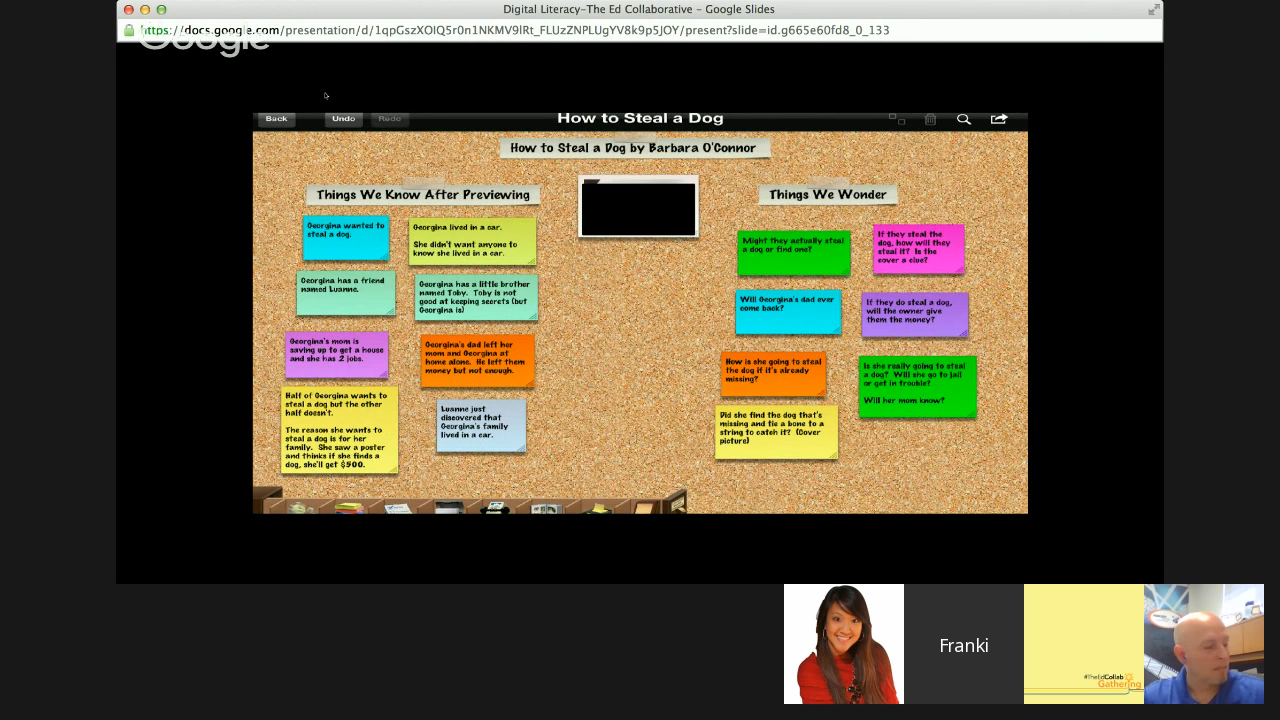 Digital Literacy-The Ed Collaborative - Google Slides
https://docs.google.com/presentation/d/1qpGszXOlQ5r0n1NKMV9lRt_FLUzZNPLUgYV8k9p5JOY/present?slide=id.g665e60fd8_0_133
Google
Back
Undo
Redo
How to Steal a Dog
How to Steal a Dog by Barbara O'Connor
Things We Know After Previewing
Georgina wanted to
steal a dog.
Georgina lived in a car.
She didn't want anyone to
know she lived in a car.
Georgina has a friend
named Luanne.
Georgina has a little brother
named Toby. Toby is not
good at keeping secrets (but
Georgina is)
Georgina's mom is
saving up to get a house
and she has 2 jobs.
Georgina's dad left her
mom and Georgina at
home alone. He left them
money but not enough.
Half of Georgina wants to
steal a dog but the other
half doesn't.
The reason she wants to
steal a dog is for her
family. She saw a poster
and thinks if she finds a
dog, she'll get $500.
Luanne just
discovered that
Georgina's family
lived in a car.
Things We Wonder
Might they actually steal
a dog or find one?
If they steal the
dog, how will they
steal it? Is the
cover a clue?
Will Georgina's dad ever
come back?
If they do steal a dog,
will the owner give
them the money?
How is she going to steal
the dog if it's already
missing?
Is she really going to steal
a dog? Will she go to jail
or get in trouble?
Will her mom know?
Did she find the dog that's
missing and tie a bone to a
string to catch it? (Cover
picture)
Franki
#TheEdCollab
Gathering